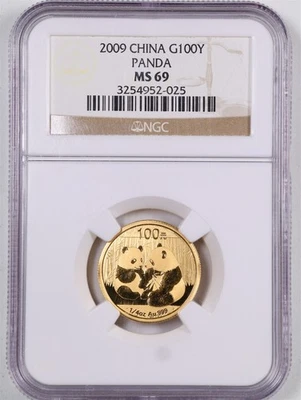 2009 CHINA G100Y
PANDA
MS 69
3254952-025
NGC
100元
1/4oz Au.999